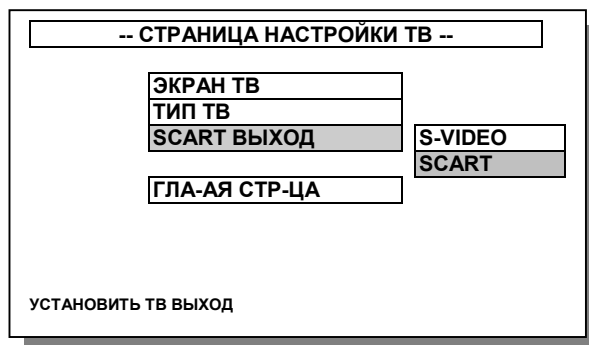 -- СТРАНИЦА НАСТРОЙКИ ТВ --
ЭКРАН ТВ
ТИП ТВ
SCART ВЫХОД
S-VIDEO
SCART
ГЛА-АЯ СТР-ЦА
УСТАНОВИТЬ ТВ ВЫХОД